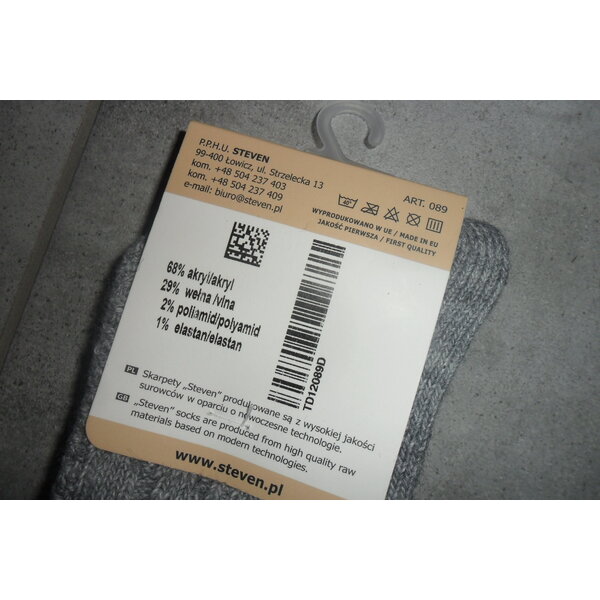 P.P.H.U. STEVEN
99-400 Łowicz, ul. Strzelecka 13
kom. +48 504 237 403
kom. +48 504 237 409
e-mail: biuro@steven.pl
ART. 089
40°
WYPRODUKOWANO W UE / MADE IN EU
JAKOŚĆ PIERWSZA / FIRST QUALITY
68% akryl/akryl
29% wełna /vlna
2% poliamid/polyamid
1% elastan/elastan
TD12089D
PL Skarpety „Steven” produkowane są z wysokiej jakości
surowców w oparciu o nowoczesne technologie.
GB „Steven” socks are produced from high quality raw
materials based on modern technologies.
www.steven.pl